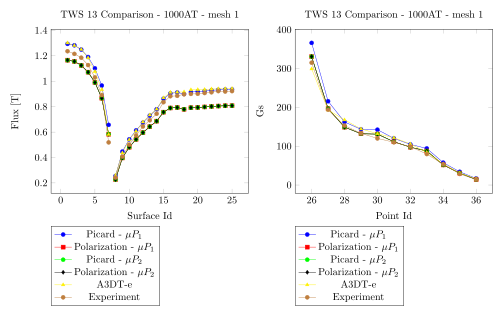 TWS 13 Comparison - 1000AT - mesh 1
1.4
1.2
1
0.8
0.6
0.4
0.2
Flux [T]
0 5 10 15 20 25
Surface Id
Picard - μP₁
Polarization - μP₁
Picard - μP₂
Polarization - μP₂
A3DT-e
Experiment
TWS 13 Comparison - 1000AT - mesh 1
400
300
200
100
0
Gs
26 28 30 32 34 36
Point Id
Picard - μP₁
Polarization - μP₁
Picard - μP₂
Polarization - μP₂
A3DT-e
Experiment